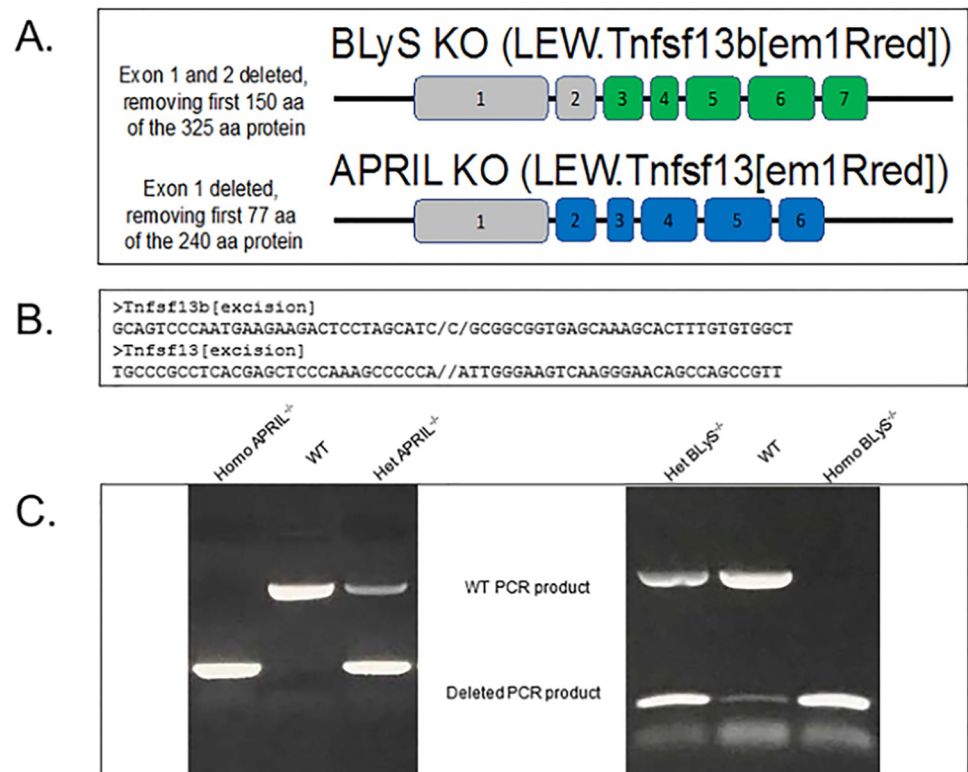 A.
BLyS KO (LEW.Tnfsf13b[em1Rred])
Exon 1 and 2 deleted,
removing first 150 aa
of the 325 aa protein
1 2 3 4 5 6 7
APRIL KO (LEW.Tnfsf13[em1Rred])
Exon 1 deleted,
removing first 77 aa
of the 240 aa protein
1 2 3 4 5 6
B.
>Tnfsf13b[excision]
GCAGTCCCAATGAAGAAGACTCCTAGCATC/C/GCGGCGGTGAGCAAAGCACTTTGTGTGGCT
>Tnfsf13[excision]
TGCCCGCCTCACGAGCTCCCAAAGCCCCCA//ATTGGGAAGTCAAGGGAACAGCCAGCCGTT
C.
Homo APRIL-/- WT Het APRIL-/-
Het BLyS-/- WT Homo BLyS-/-
WT PCR product
Deleted PCR product